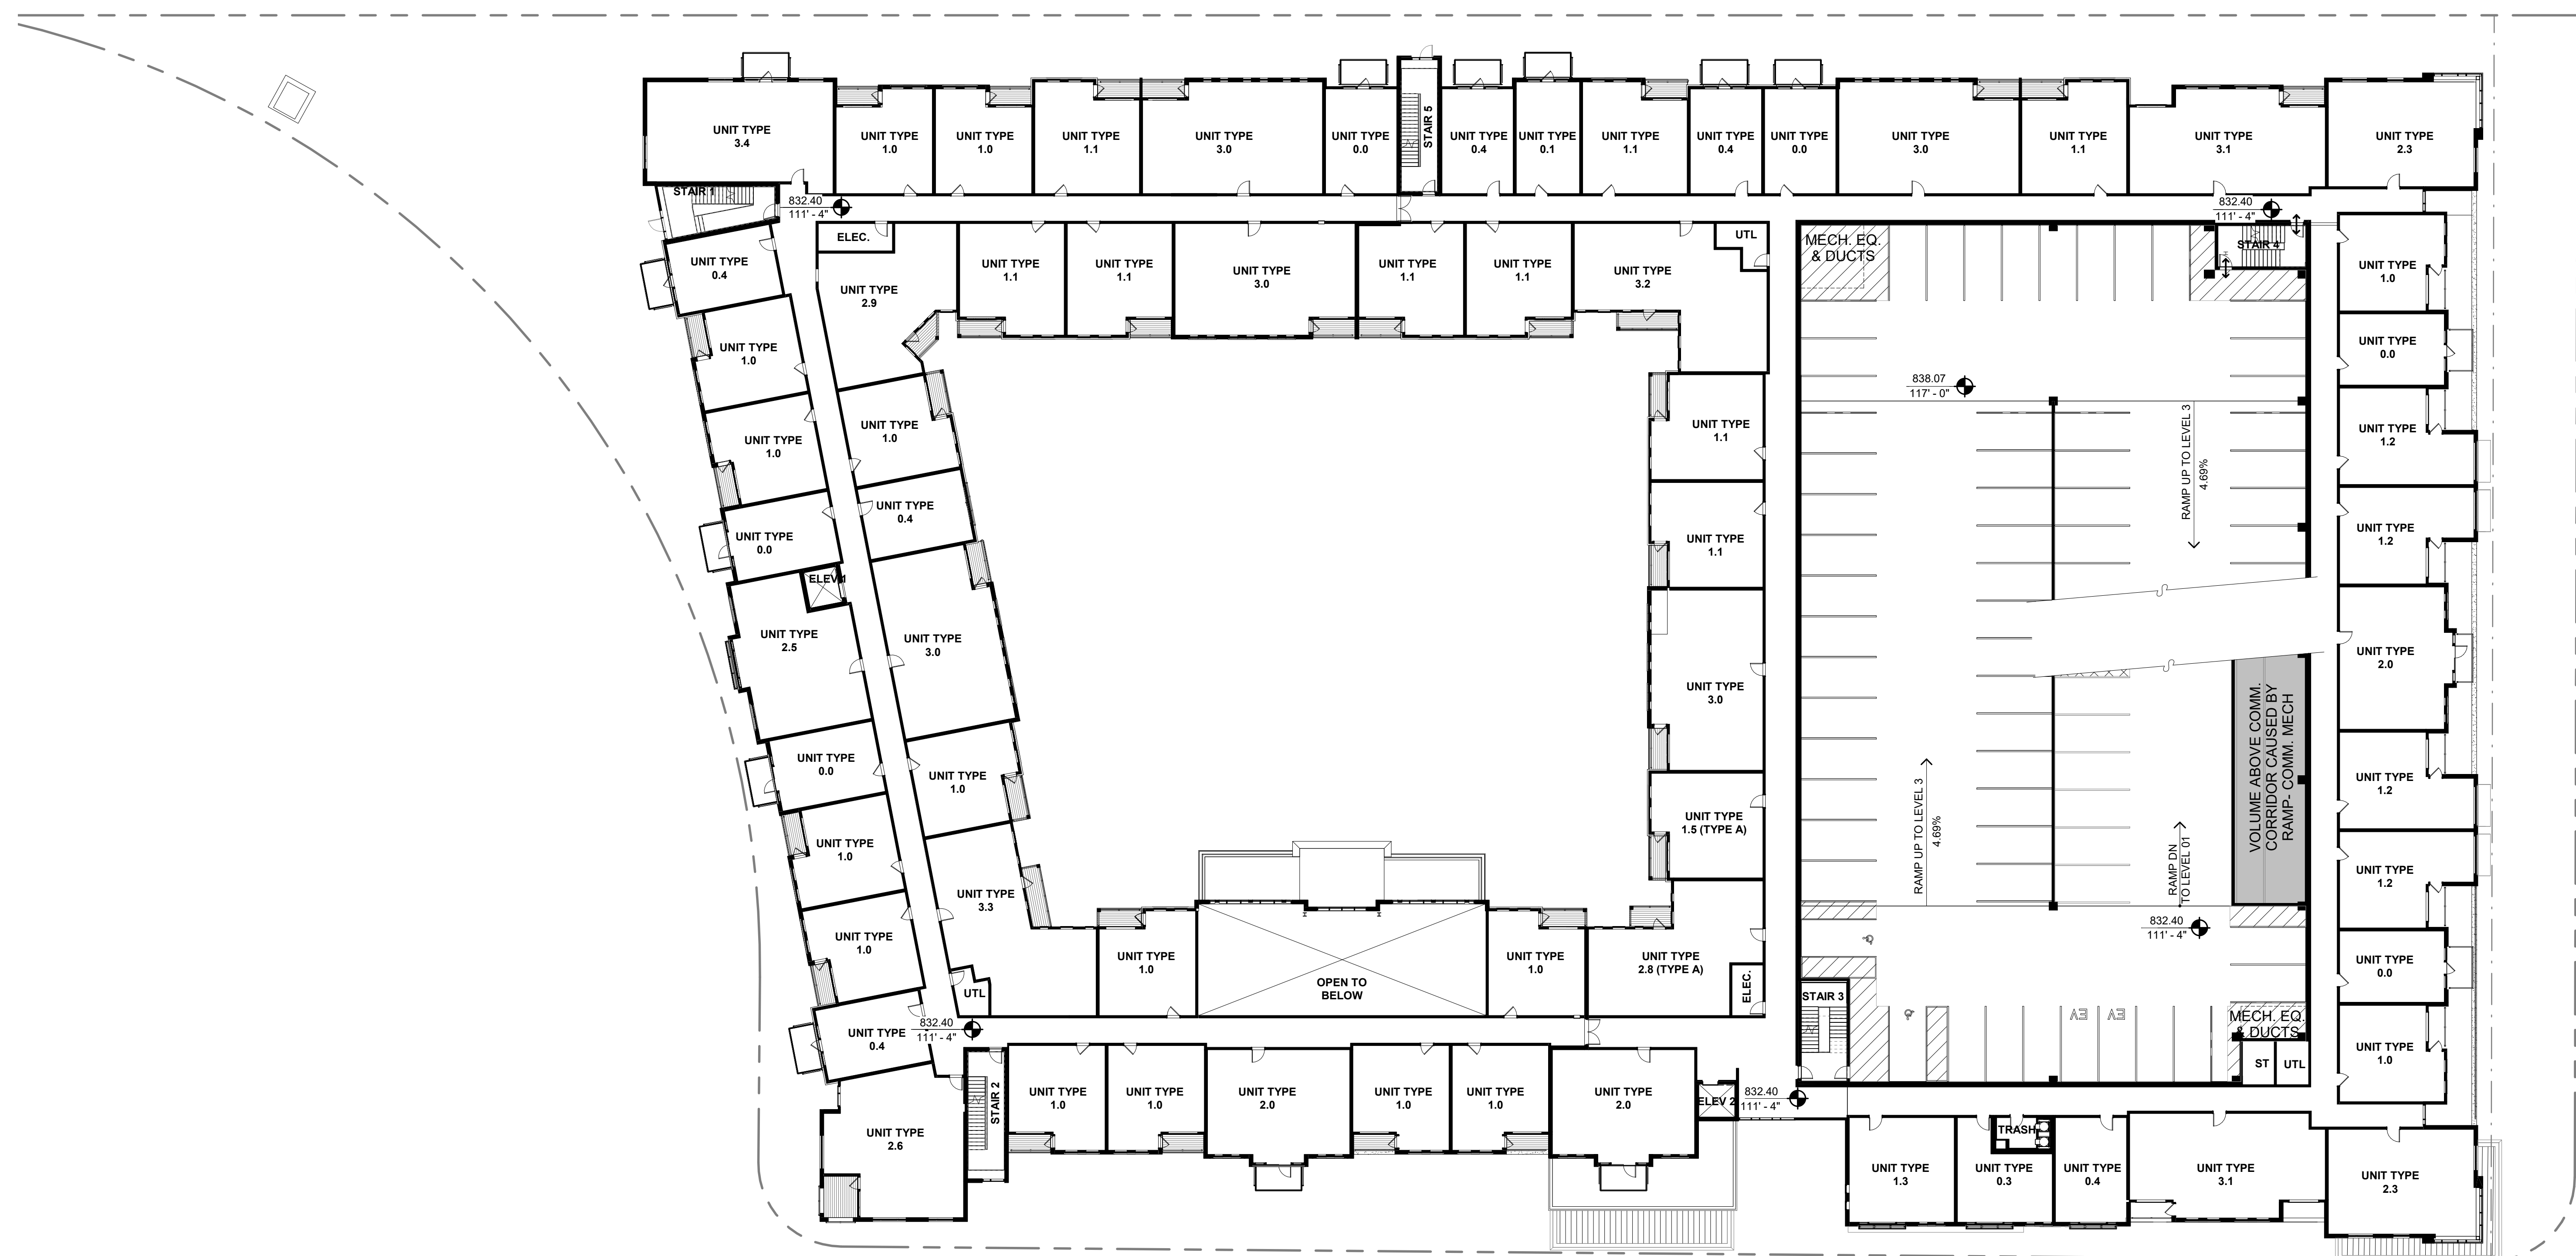 UNIT TYPE
3.4
UNIT TYPE
1.0
UNIT TYPE
1.0
UNIT TYPE
1.1
UNIT TYPE
3.0
UNIT TYPE
0.0
STAIR 5
UNIT TYPE
0.4
UNIT TYPE
0.1
UNIT TYPE
1.1
UNIT TYPE
0.4
UNIT TYPE
0.0
UNIT TYPE
3.0
UNIT TYPE
1.1
UNIT TYPE
3.1
UNIT TYPE
2.3
STAIR 1
832.40
111' - 4"
832.40
111' - 4"
ELEC.
UTL
MECH. EQ.
& DUCTS
STAIR 4
UNIT TYPE
0.4
UNIT TYPE
2.9
UNIT TYPE
1.1
UNIT TYPE
1.1
UNIT TYPE
3.0
UNIT TYPE
1.1
UNIT TYPE
1.1
UNIT TYPE
3.2
UNIT TYPE
1.0
UNIT TYPE
1.0
UNIT TYPE
0.0
838.07
117' - 0"
UNIT TYPE
1.0
UNIT TYPE
1.0
UNIT TYPE
1.1
RAMP UP TO LEVEL 3
4.69%
UNIT TYPE
1.2
UNIT TYPE
0.0
UNIT TYPE
0.4
UNIT TYPE
1.1
UNIT TYPE
1.2
ELEV 1
UNIT TYPE
2.5
UNIT TYPE
3.0
UNIT TYPE
3.0
UNIT TYPE
2.0
UNIT TYPE
0.0
UNIT TYPE
1.0
UNIT TYPE
1.5 (TYPE A)
RAMP UP TO LEVEL 3
4.69%
RAMP DN
TO LEVEL 01
VOLUME ABOVE COMM.
CORRIDOR CAUSED BY
RAMP- COMM. MECH
UNIT TYPE
1.2
UNIT TYPE
1.0
UNIT TYPE
3.3
UNIT TYPE
1.2
UNIT TYPE
1.0
UNIT TYPE
1.0
OPEN TO
BELOW
UNIT TYPE
1.0
UNIT TYPE
2.8 (TYPE A)
ELEC.
832.40
111' - 4"
UNIT TYPE
0.0
UTL
STAIR 3
EV
EV
MECH. EQ.
& DUCTS
UNIT TYPE
0.4
832.40
111' - 4"
UNIT TYPE
1.0
ST
UTL
UNIT TYPE
2.6
STAIR 2
UNIT TYPE
1.0
UNIT TYPE
1.0
UNIT TYPE
2.0
UNIT TYPE
1.0
UNIT TYPE
1.0
UNIT TYPE
2.0
ELEV 2
832.40
111' - 4"
UNIT TYPE
1.3
TRASH
UNIT TYPE
0.3
UNIT TYPE
0.4
UNIT TYPE
3.1
UNIT TYPE
2.3